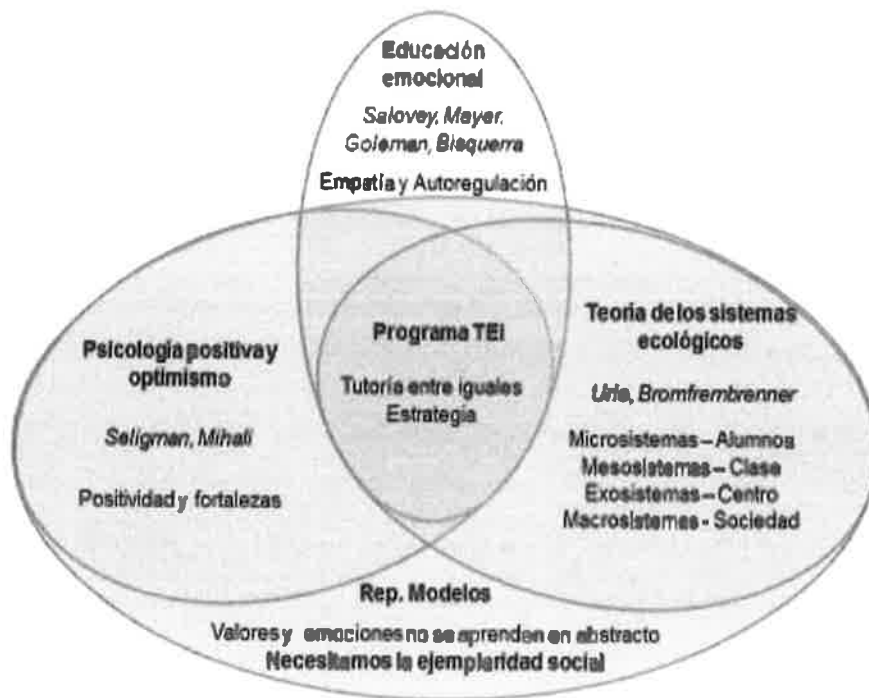 Educación
emocional
Salovey, Mayer,
Goleman, Bisquerra
Empatía y Autoregulación
Psicología positiva y
optimismo
Seligman, Mihali
Positividad y fortalezas
Programa TEI
Tutoría entre iguales
Estrategia
Teoría de los sistemas
ecológicos
Urie, Bromfrembrenner
Microsistemas – Alumnos
Mesosistemas – Clase
Exosistemas – Centro
Macrosistemas - Sociedad
Rep. Modelos
Valores y emociones no se aprenden en abstracto
Necesitamos la ejemplaridad social